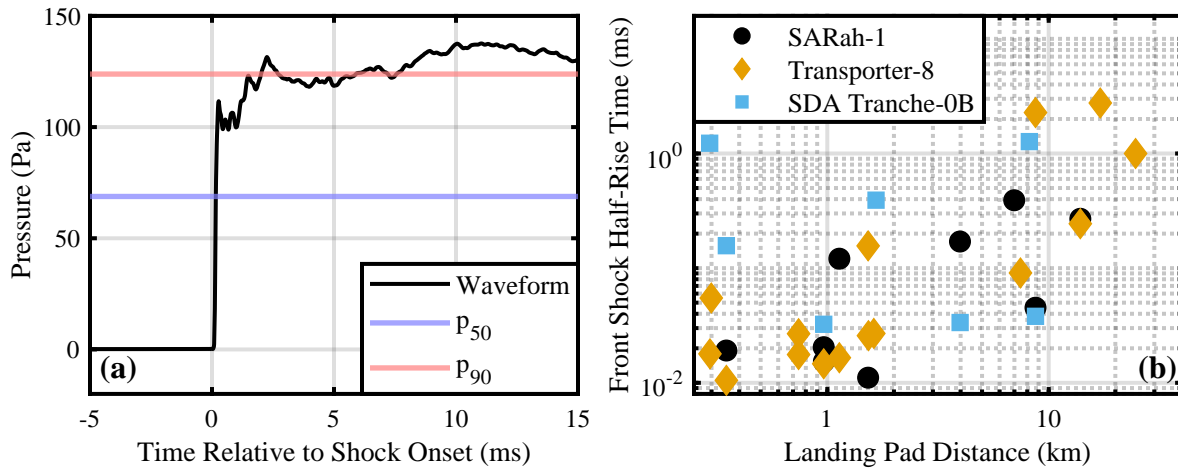 150
100
50
0
Pressure (Pa)
Waveform
p50
p90
(a)
-5
0
5
10
15
Time Relative to Shock Onset (ms)
SARah-1
Transporter-8
SDA Tranche-0B
10^0
10^-2
Front Shock Half-Rise Time (ms)
(b)
1
10
Landing Pad Distance (km)